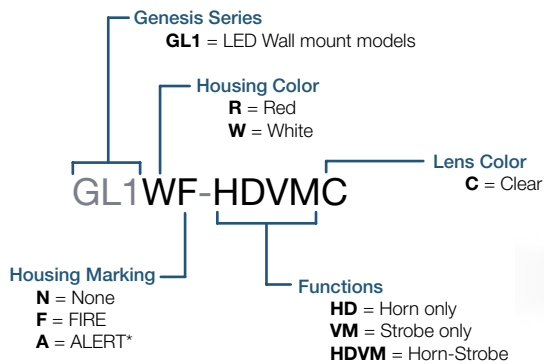 Genesis Series
GL1 = LED Wall mount models
Housing Color
R = Red
W = White
Lens Color
C = Clear
GL1WF-HDVMC
Housing Marking
N = None
F = FIRE
A = ALERT*
Functions
HD = Horn only
VM = Strobe only
HDVM = Horn-Strobe